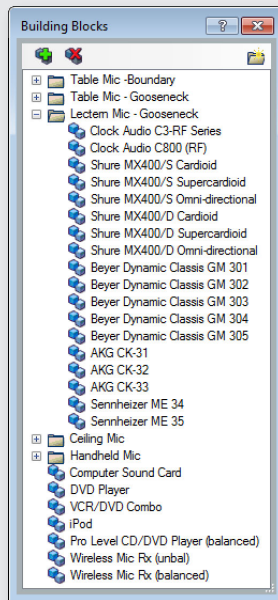 Building Blocks
Table Mic -Boundary
Table Mic - Gooseneck
Lectern Mic - Gooseneck
Clock Audio C3-RF Series
Clock Audio C800 (RF)
Shure MX400/S Cardioid
Shure MX400/S Supercardioid
Shure MX400/S Omni-directional
Shure MX400/D Cardioid
Shure MX400/D Supercardioid
Shure MX400/D Omni-directional
Beyer Dynamic Classis GM 301
Beyer Dynamic Classis GM 302
Beyer Dynamic Classis GM 303
Beyer Dynamic Classis GM 304
Beyer Dynamic Classis GM 305
AKG CK-31
AKG CK-32
AKG CK-33
Sennheizer ME 34
Sennheizer ME 35
Ceiling Mic
Handheld Mic
Computer Sound Card
DVD Player
VCR/DVD Combo
iPod
Pro Level CD/DVD Player (balanced)
Wireless Mic Rx (unbal)
Wireless Mic Rx (balanced)